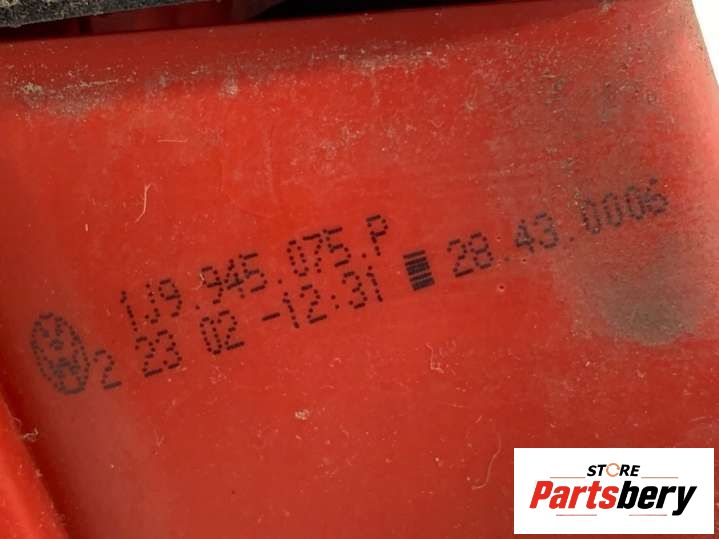 1J9.945.075.P
2 23 02 -12:31
28.43.0006
STORE
Partsbery